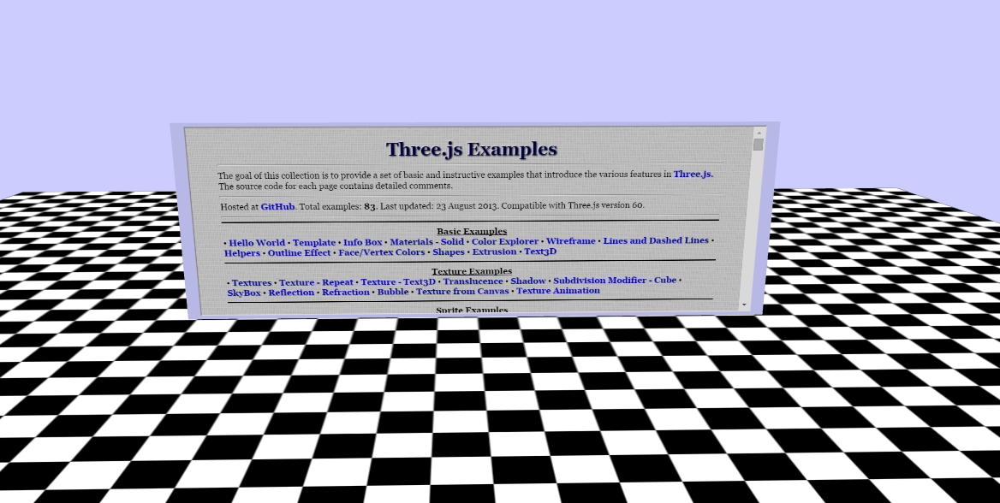 Three.js Examples
The goal of this collection is to provide a set of basic and instructive examples that introduce the various features in Three.js.
The source code for each page contains detailed comments.
Hosted at GitHub. Total examples: 83. Last updated: 23 August 2013. Compatible with Three.js version 60.
Basic Examples
• Hello World • Template • Info Box • Materials - Solid • Color Explorer • Wireframe • Lines and Dashed Lines •
Helpers • Outline Effect • Face/Vertex Colors • Shapes • Extrusion • Text3D
Texture Examples
• Textures • Texture - Repeat • Texture - Text3D • Translucence • Shadow • Subdivision Modifier - Cube •
SkyBox • Reflection • Refraction • Bubble • Texture from Canvas • Texture Animation
Sprite Examples